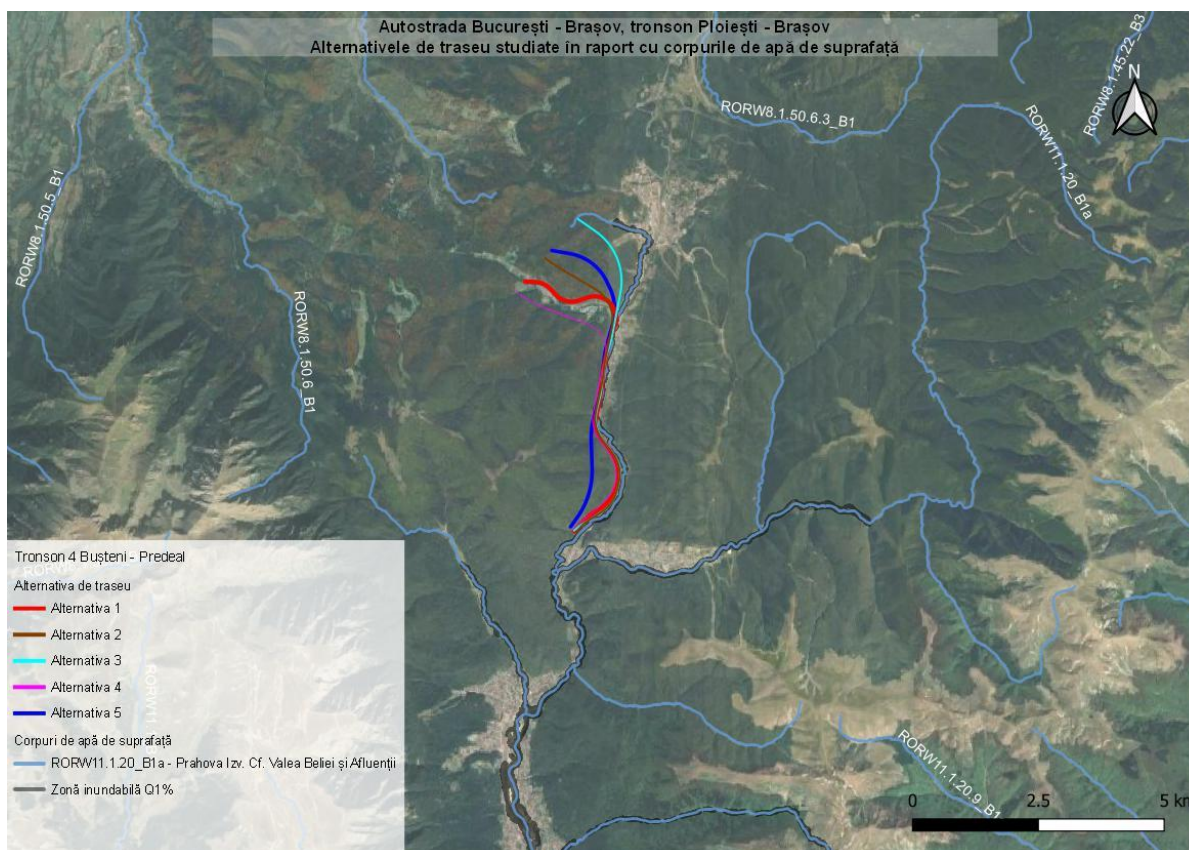 Autostrada București - Brașov, tronson Ploiești - Brașov
Alternativele de traseu studiate în raport cu corpurile de apă de suprafață
N
RORW8.1.45.22_B3
RORW8.1.50.6.3_B1
RORW11.1.20_B1a
RORW8.1.50.5_B1
RORW8.1.50.6_B1
Tronson 4 Bușteni - Predeal
Alternativa de traseu
Alternativa 1
Alternativa 2
Alternativa 3
Alternativa 4
Alternativa 5
Corpuri de apă de suprafață
RORW11.1.20_B1a - Prahova Izv. Cf. Valea Beliei și Afluenții
Zonă inundabilă Q1%
RORW11.1.20.9_B1
0 2.5 5 km